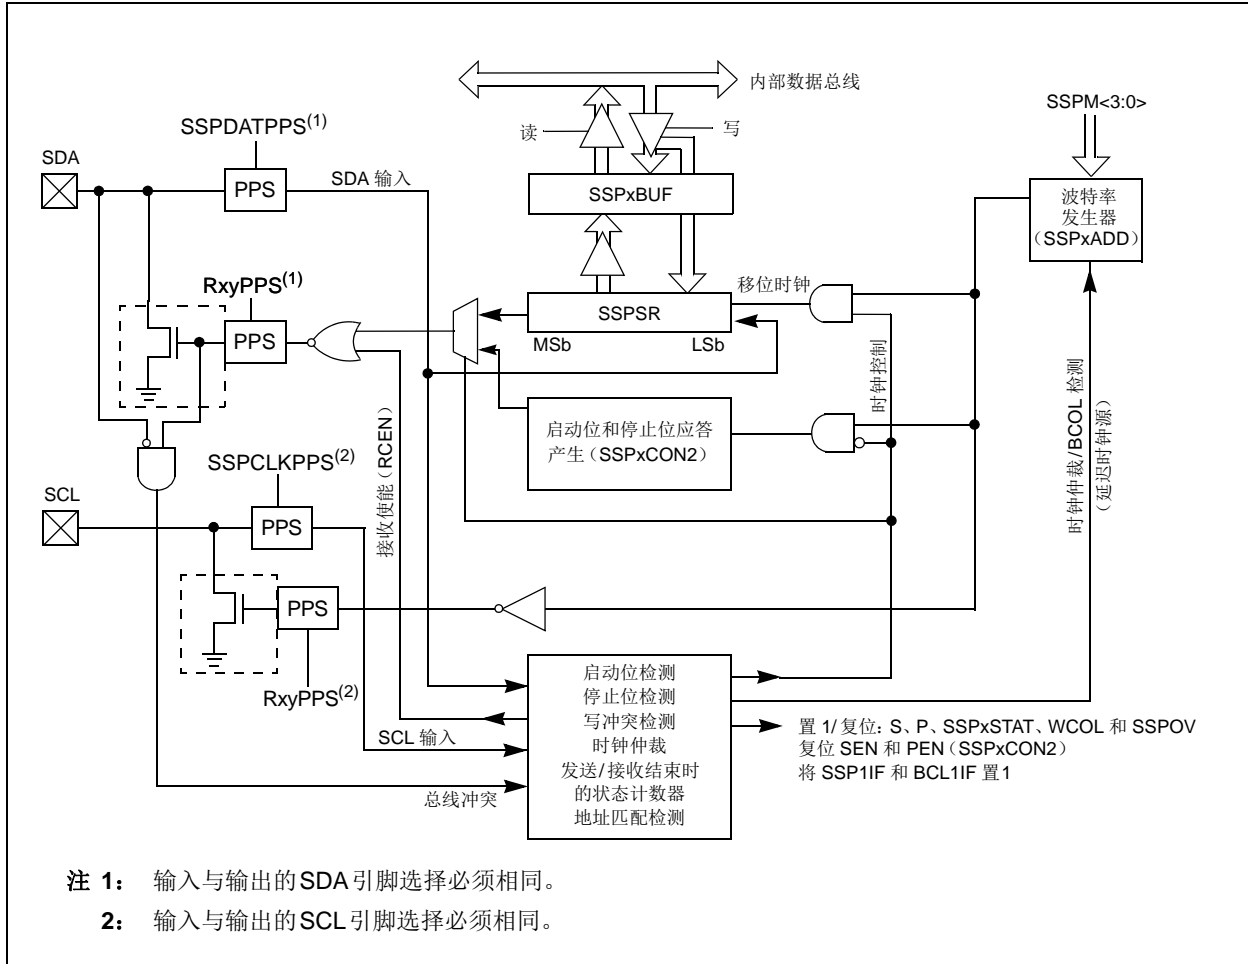 内部数据总线
SSPM<3:0>
SSPDATPPS(1)
读
写
SDA
PPS
SDA 输入
SSPxBUF
波特率
发生器
（SSPxADD）
RxyPPS(1)
移位时钟
PPS
SSPSR
MSb
LSb
时钟控制
时钟仲裁/BCOL 检测
（延迟时钟源）
接收使能（RCEN）
启动位和停止位应答
产生（SSPxCON2）
SSPCLKPPS(2)
SCL
PPS
PPS
RxyPPS(2)
启动位检测
停止位检测
写冲突检测
时钟仲裁
发送/接收结束时
的状态计数器
地址匹配检测
SCL 输入
总线冲突
置 1/复位：S、P、SSPxSTAT、WCOL 和 SSPOV
复位 SEN 和 PEN（SSPxCON2）
将 SSP1IF 和 BCL1IF 置1
注 1： 输入与输出的SDA引脚选择必须相同。
2： 输入与输出的SCL引脚选择必须相同。